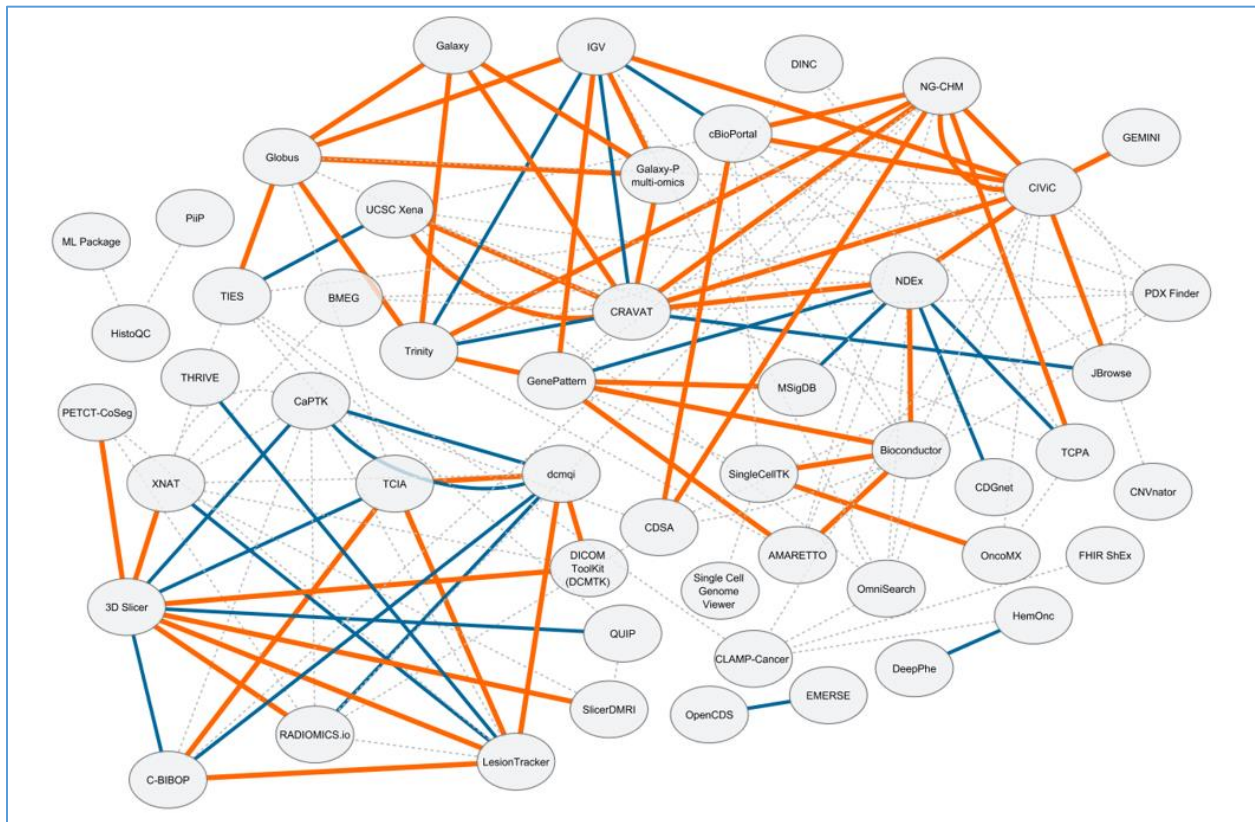 Galaxy
IGV
DINC
NG-CHM
cBioPortal
GEMINI
Globus
Galaxy-P
multi-omics
CIViC
UCSC Xena
PiiP
ML Package
TIES
BMEG
NDEx
PDX Finder
CRAVAT
HistoQC
Trinity
THRIVE
GenePattern
MSigDB
JBrowse
PETCT-CoSeg
CaPTK
Bioconductor
TCPA
XNAT
TCIA
dcmqi
SingleCellTK
CDGnet
CNVnator
CDSA
AMARETTO
OncoMX
FHIR ShEx
DICOM
ToolKit
(DCMTK)
Single Cell
Genome
Viewer
OmniSearch
3D Slicer
QUIP
HemOnc
CLAMP-Cancer
DeepPhe
SlicerDMRI
OpenCDS
EMERSE
RADIOMICS.io
LesionTracker
C-BIBOP